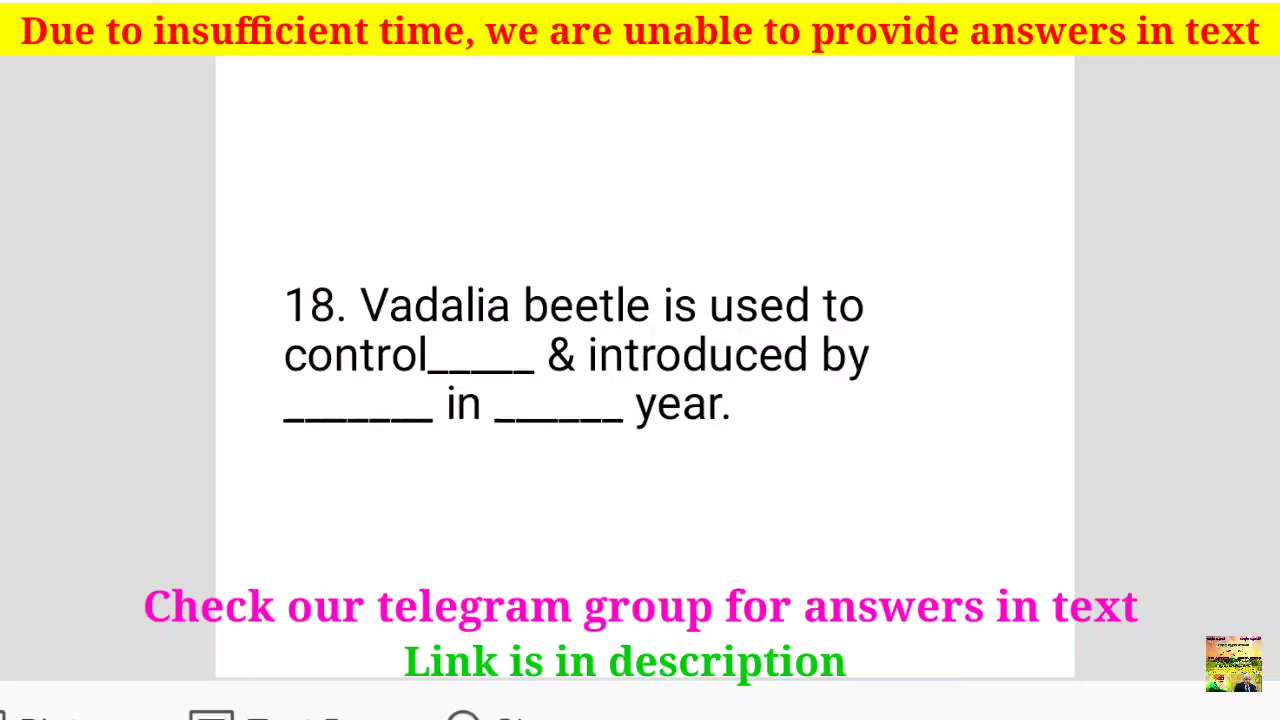 Due to insufficient time, we are unable to provide answers in text
18. Vadalia beetle is used to
control_____ & introduced by
_______ in ______ year.
Check our telegram group for answers in text
Link is in description